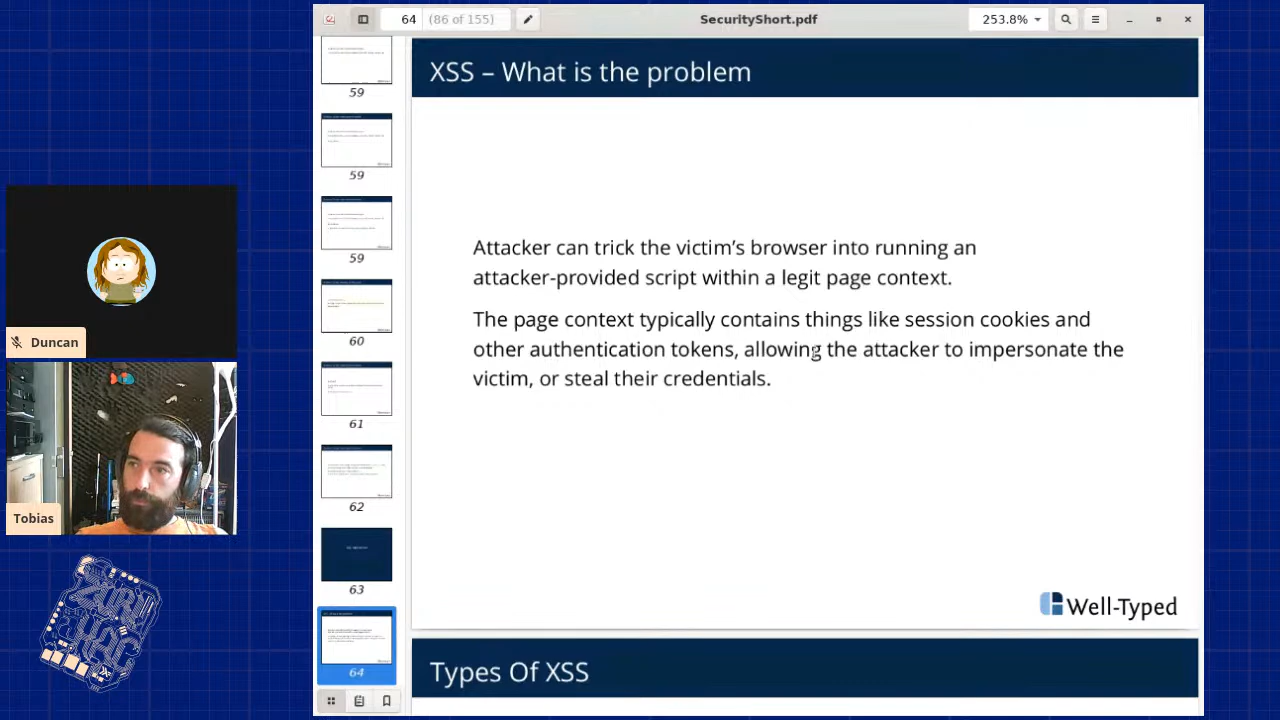 64 (86 of 155)
SecurityShort.pdf
253.8%
XSS – What is the problem
Attacker can trick the victim's browser into running an
attacker-provided script within a legit page context.
The page context typically contains things like session cookies and
other authentication tokens, allowing the attacker to impersonate the
victim, or steal their credentials.
Well-Typed
Types Of XSS
59
59
59
60
61
62
63
64
Duncan
Tobias